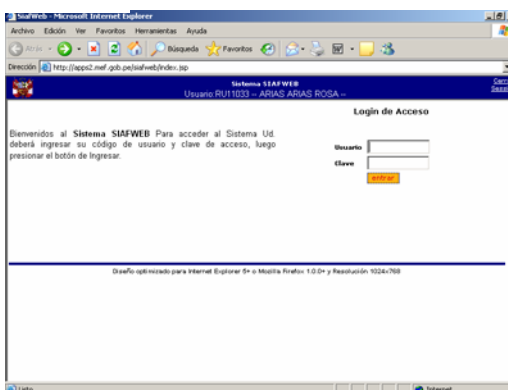 SiafWeb - Microsoft Internet Explorer
Archivo Edición Ver Favoritos Herramientas Ayuda
Atrás Búsqueda Favoritos
Dirección http://apps2.mef.gob.pe/siafweb/index.jsp
Sistema SIAFWEB
Usuario:RU11033 -- ARIAS ARIAS ROSA --
Login de Acceso
Bienvenidos al Sistema SIAFWEB Para acceder al Sistema Ud.
deberá ingresar su código de usuario y clave de acceso, luego
presionar el botón de Ingresar.
Usuario
Clave
entrar
Diseño optimizado para Internet Explorer 5+ o Mozilla Firefox 1.0.0+ y Resolución 1024x768
Listo Internet